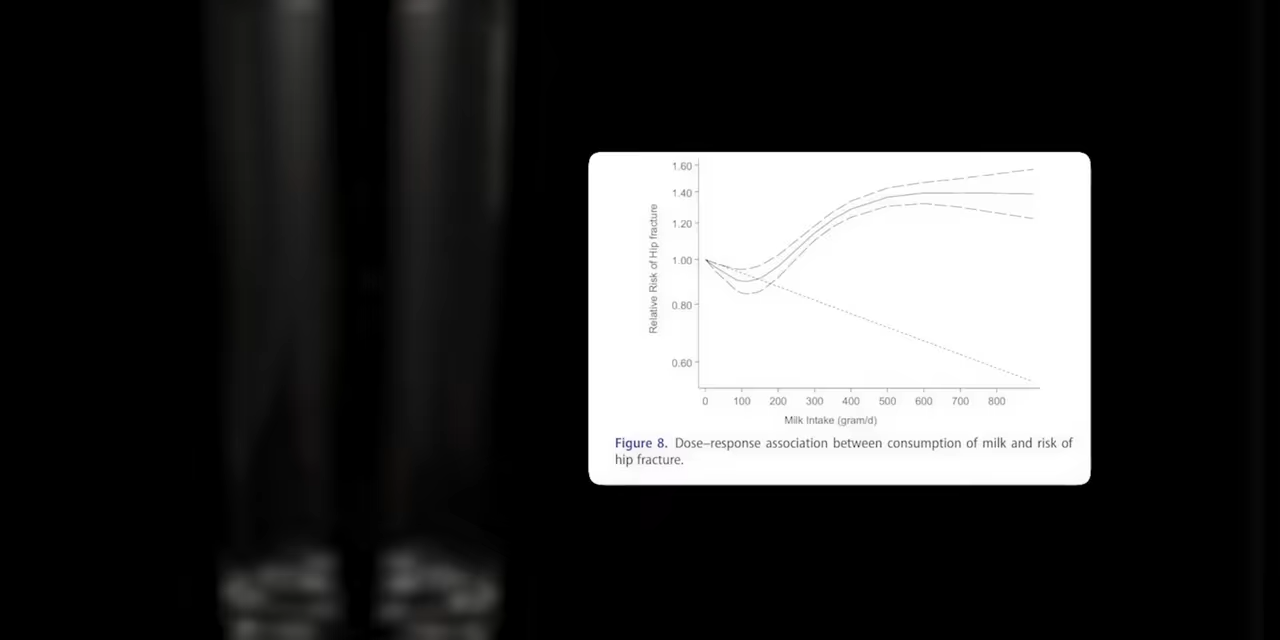 1.60
1.40
1.20
1.00
0.80
0.60
Relative Risk of Hip fracture
0 100 200 300 400 500 600 700 800
Milk Intake (gram/d)
Figure 8. Dose–response association between consumption of milk and risk of
hip fracture.